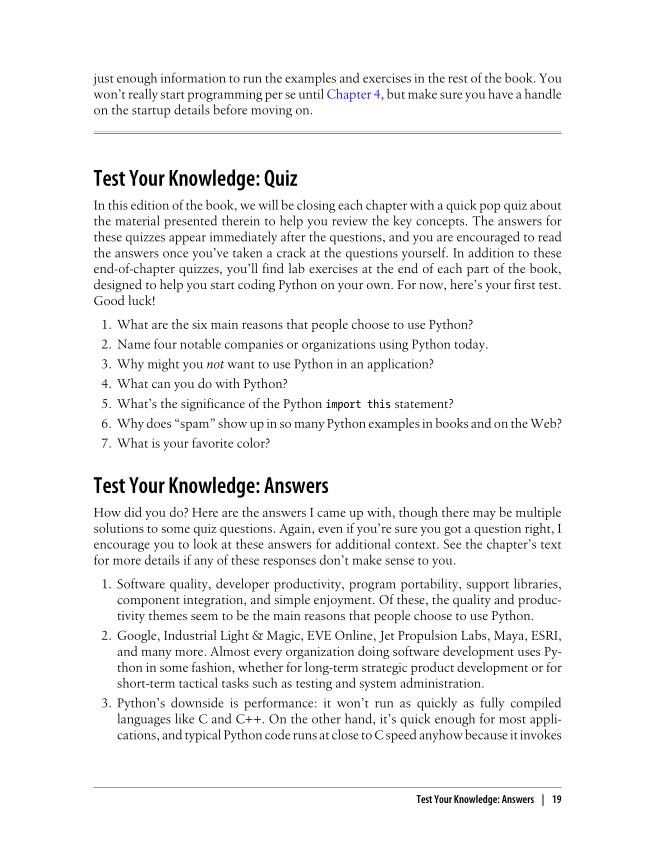 just enough information to run the examples and exercises in the rest of the book. You
won't really start programming per se until Chapter 4, but make sure you have a handle
on the startup details before moving on.
Test Your Knowledge: Quiz
In this edition of the book, we will be closing each chapter with a quick pop quiz about
the material presented therein to help you review the key concepts. The answers for
these quizzes appear immediately after the questions, and you are encouraged to read
the answers once you've taken a crack at the questions yourself. In addition to these
end-of-chapter quizzes, you'll find lab exercises at the end of each part of the book,
designed to help you start coding Python on your own. For now, here's your first test.
Good luck!
1. What are the six main reasons that people choose to use Python?
2. Name four notable companies or organizations using Python today.
3. Why might you not want to use Python in an application?
4. What can you do with Python?
5. What's the significance of the Python import this statement?
6. Why does “spam” show up in so many Python examples in books and on the Web?
7. What is your favorite color?
Test Your Knowledge: Answers
How did you do? Here are the answers I came up with, though there may be multiple
solutions to some quiz questions. Again, even if you're sure you got a question right, I
encourage you to look at these answers for additional context. See the chapter's text
for more details if any of these responses don't make sense to you.
1. Software quality, developer productivity, program portability, support libraries,
component integration, and simple enjoyment. Of these, the quality and produc-
tivity themes seem to be the main reasons that people choose to use Python.
2. Google, Industrial Light & Magic, EVE Online, Jet Propulsion Labs, Maya, ESRI,
and many more. Almost every organization doing software development uses Py-
thon in some fashion, whether for long-term strategic product development or for
short-term tactical tasks such as testing and system administration.
3. Python's downside is performance: it won't run as quickly as fully compiled
languages like C and C++. On the other hand, it's quick enough for most appli-
cations, and typical Python code runs at close to C speed anyhow because it invokes
Test Your Knowledge: Answers | 19